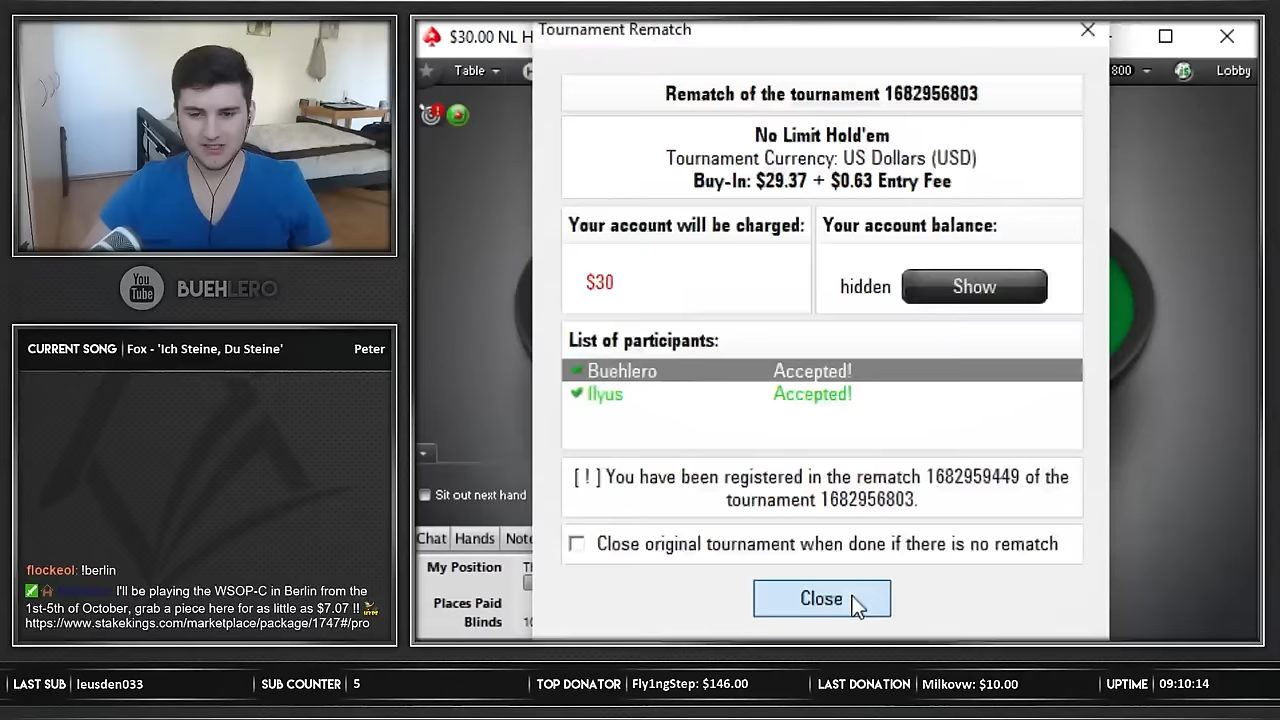 $30.00 NL H
Tournament Rematch
Table
800
Lobby
Rematch of the tournament 1682956803
No Limit Hold'em
Tournament Currency: US Dollars (USD)
Buy-In: $29.37 + $0.63 Entry Fee
Your account will be charged:
Your account balance:
$30
hidden
Show
List of participants:
Buehlero Accepted!
Ilyus Accepted!
[ ! ] You have been registered in the rematch 1682959449 of the
tournament 1682956803.
Close original tournament when done if there is no rematch
Close
Sit out next hand
Chat Hands Note
My Position
Places Paid
Blinds
You
Tube
BUEHLERO
CURRENT SONG | Fox - 'Ich Steine, Du Steine' Peter
flockeol: !berlin
I'll be playing the WSOP-C in Berlin from the
1st-5th of October, grab a piece here for as little as $7.07 !!
https://www.stakekings.com/marketplace/package/1747#/pro
LAST SUB | leusden033
SUB COUNTER | 5
TOP DONATOR | Fly1ngStep: $146.00
LAST DONATION | Milkovw: $10.00
UPTIME | 09:10:14